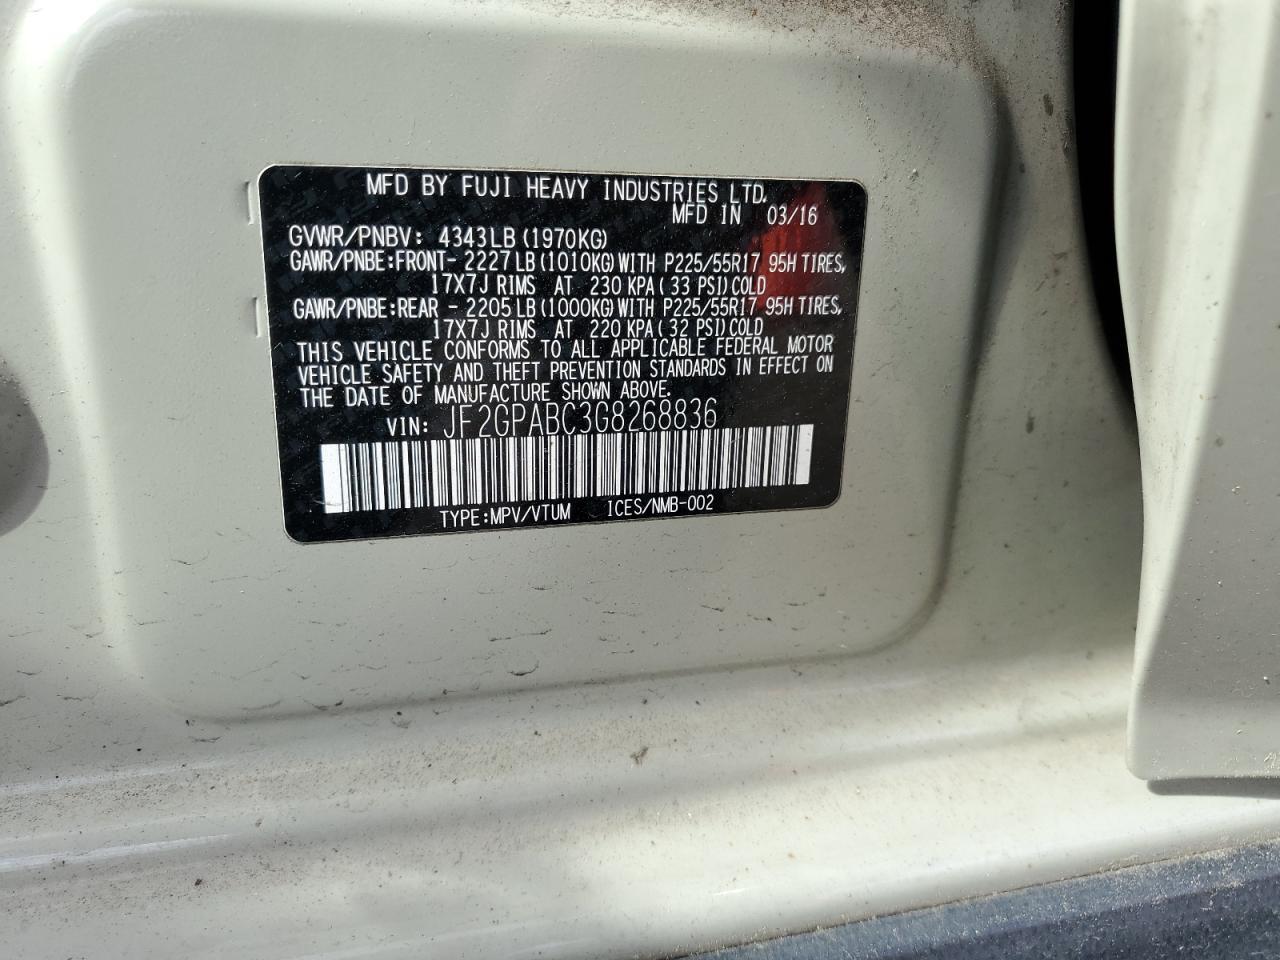 MFD BY FUJI HEAVY INDUSTRIES LTD.
MFD IN 03/16
GVWR/PNBV: 4343LB (1970KG)
GAWR/PNBE:FRONT- 2227 LB (1010KG) WITH P225/55R17 95H TIRES,
17X7J RIMS AT 230 KPA ( 33 PSI) COLD
GAWR/PNBE:REAR - 2205 LB (1000KG) WITH P225/55R17 95H TIRES,
17X7J RIMS AT 220 KPA ( 32 PSI) COLD
THIS VEHICLE CONFORMS TO ALL APPLICABLE FEDERAL MOTOR
VEHICLE SAFETY AND THEFT PREVENTION STANDARDS IN EFFECT ON
THE DATE OF MANUFACTURE SHOWN ABOVE.
VIN: JF2GPABC3G8268836
TYPE:MPV/VTUM ICES/NMB-002